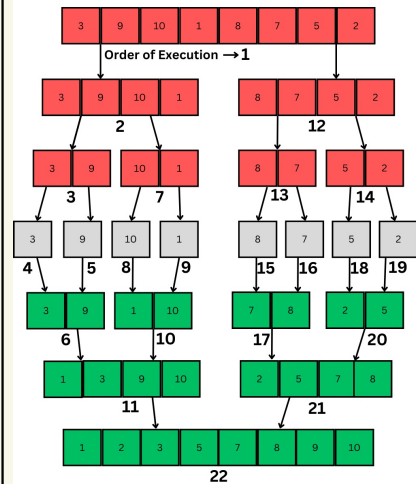 3 9 10 1 8 7 5 2
Order of Execution → 1
3 9 10 1 8 7 5 2
2 12
3 9 10 1 8 7 5 2
3 7 13 14
3 9 10 1 8 7 5 2
4 5 8 9 15 16 18 19
3 9 1 10 7 8 2 5
6 10 17 20
1 3 9 10 2 5 7 8
11 21
1 2 3 5 7 8 9 10
22